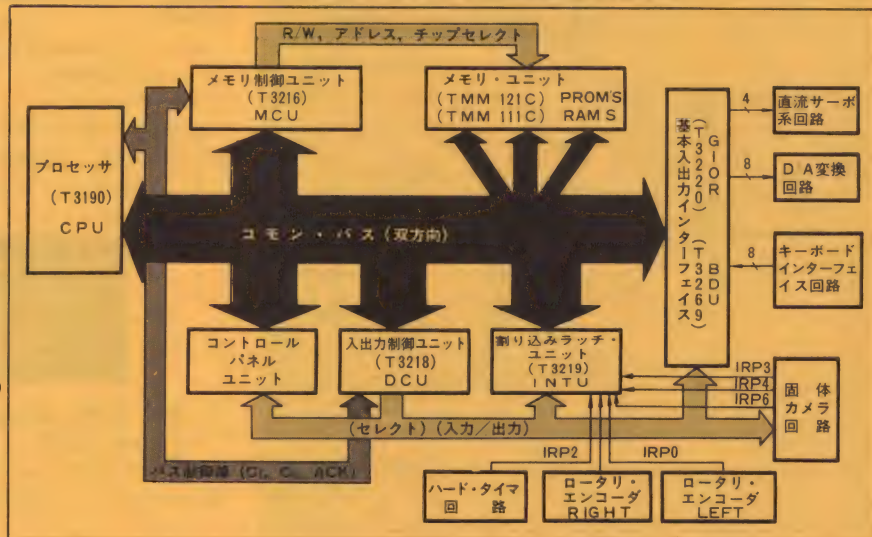 R/W, アドレス, チップセレクト
メモリ制御ユニット
(T3216)
MCU
メモリ・ユニット
(TMM 121C) PROM'S
(TMM 111C) RAM S
プロセッサ
(T3190)
CPU
コモン・バス(双方向)
基本入出力インターフェイス
(T3220) (T3269)
GIOR BDU
4
直流サーボ
系回路
8
DA変換
回路
8
キーボード
インターフェ
イス回路
コントロール
パネル
ユニット
入出力制御ユニット
(T3218)
DCU
割り込みラッチ・
ユニット
(T3219)
INTU
IRP3
IRP4
IRP6
固体
カメラ
回路
(セレクト)(入力/出力)
バス制御線 (C₁, C₀, ACK)
IRP2
IRP0
ハード・タイマ
回路
ロータリ・
エンコーダ
RIGHT
ロータリ・
エンコーダ
LEFT